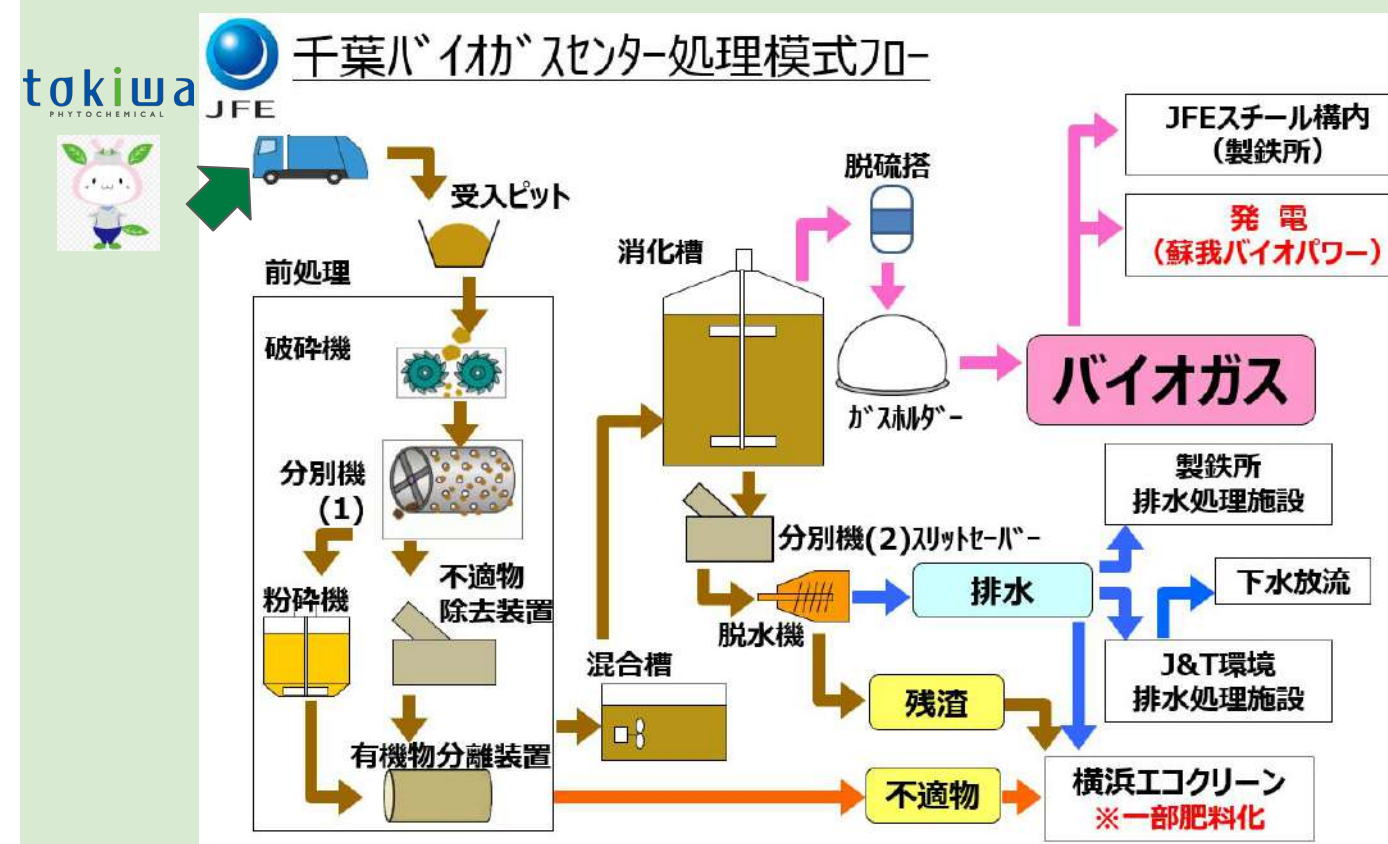 千葉バイオガスセンター処理模式フロー
tokiwa
PHYTOCHEMICAL
JFE
受入ピット
前処理
破砕機
分別機
(1)
粉砕機
不適物
除去装置
有機物分離装置
混合槽
消化槽
脱硫搭
ガスホルダー
バイオガス
JFEスチール構内
（製鉄所）
発 電
（蘇我バイオパワー）
分別機(2)スリットセーバー
脱水機
排水
製鉄所
排水処理施設
下水放流
J&T環境
排水処理施設
残渣
不適物
横浜エコクリーン
※一部肥料化